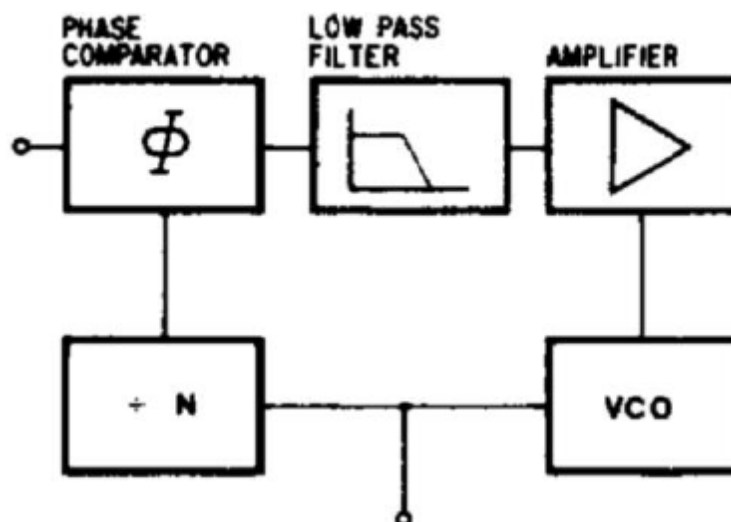 PHASE
COMPARATOR
LOW PASS
FILTER
AMPLIFIER
Φ
÷ N
VCO